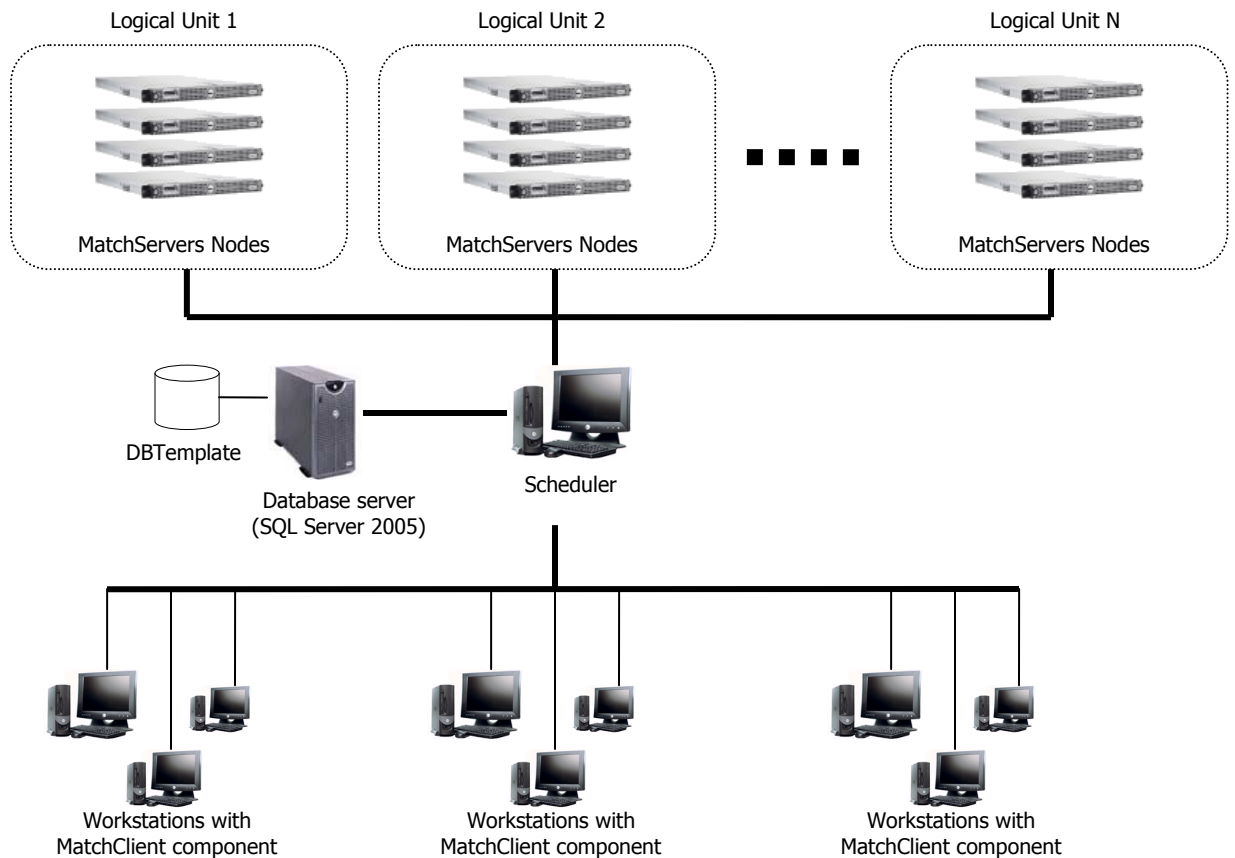 Logical Unit 1
Logical Unit 2
Logical Unit N
MatchServers Nodes
MatchServers Nodes
MatchServers Nodes
DBTemplate
Database server
(SQL Server 2005)
Scheduler
Workstations with
MatchClient component
Workstations with
MatchClient component
Workstations with
MatchClient component